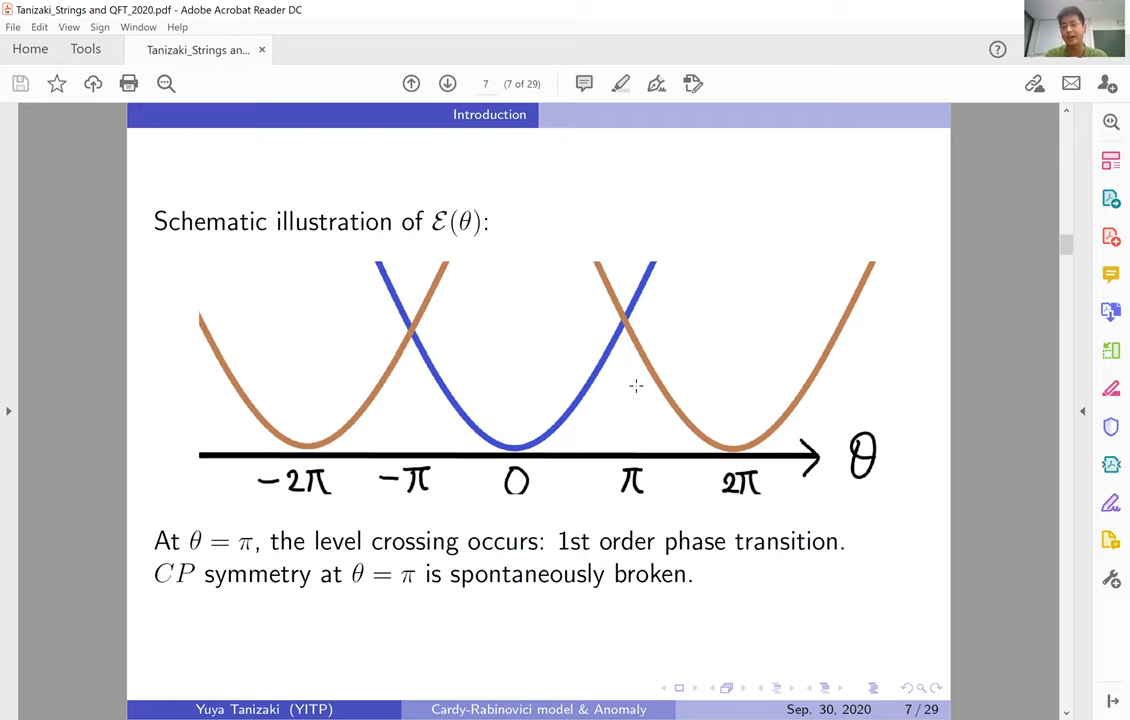 Tanizaki_Strings and QFT_2020.pdf - Adobe Acrobat Reader DC
File Edit View Sign Window Help
Home Tools Tanizaki_Strings an... ×
7 (7 of 29)
Introduction
Schematic illustration of ℰ(θ):
−2π −π 0 π 2π θ
At θ = π, the level crossing occurs: 1st order phase transition.
CP symmetry at θ = π is spontaneously broken.
Yuya Tanizaki (YITP) Cardy-Rabinovici model & Anomaly Sep. 30, 2020 7 / 29